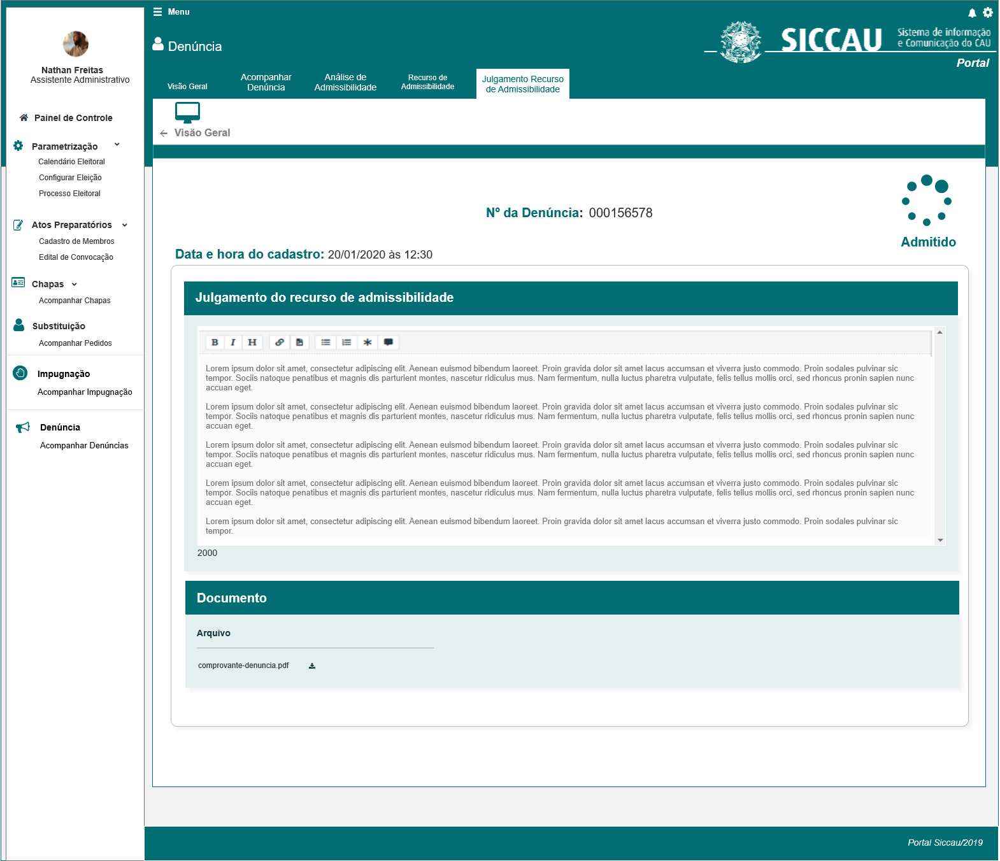 Menu
Denúncia
SICCAU
Sistema de informação
e Comunicação do CAU
Portal
Nathan Freitas
Assistente Administrativo
Visão Geral
Acompanhar
Denúncia
Análise de
Admissibilidade
Recurso de
Admissibilidade
Julgamento Recurso
de Admissibilidade
Painel de Controle
Parametrização
Calendário Eleitoral
Configurar Eleição
Processo Eleitoral
Atos Preparatórios
Cadastro de Membros
Edital de Convocação
Chapas
Acompanhar Chapas
Substituição
Acompanhar Pedidos
Impugnação
Acompanhar Impugnação
Denúncia
Acompanhar Denúncias
Visão Geral
Nº da Denúncia: 000156578
Admitido
Data e hora do cadastro: 20/01/2020 às 12:30
Julgamento do recurso de admissibilidade
B I H
Lorem ipsum dolor sit amet, consectetur adipiscing elit. Aenean euismod bibendum laoreet. Proin gravida dolor sit amet lacus accumsan et viverra justo commodo. Proin sodales pulvinar sic
tempor. Sociis natoque penatibus et magnis dis parturient montes, nascetur ridiculus mus. Nam fermentum, nulla luctus pharetra vulputate, felis tellus mollis orci, sed rhoncus pronin sapien nunc
accuan eget.
Lorem ipsum dolor sit amet, consectetur adipiscing elit. Aenean euismod bibendum laoreet. Proin gravida dolor sit amet lacus accumsan et viverra justo commodo. Proin sodales pulvinar sic
tempor. Sociis natoque penatibus et magnis dis parturient montes, nascetur ridiculus mus. Nam fermentum, nulla luctus pharetra vulputate, felis tellus mollis orci, sed rhoncus pronin sapien nunc
accuan eget.
Lorem ipsum dolor sit amet, consectetur adipiscing elit. Aenean euismod bibendum laoreet. Proin gravida dolor sit amet lacus accumsan et viverra justo commodo. Proin sodales pulvinar sic
tempor. Sociis natoque penatibus et magnis dis parturient montes, nascetur ridiculus mus. Nam fermentum, nulla luctus pharetra vulputate, felis tellus mollis orci, sed rhoncus pronin sapien nunc
accuan eget.
Lorem ipsum dolor sit amet, consectetur adipiscing elit. Aenean euismod bibendum laoreet. Proin gravida dolor sit amet lacus accumsan et viverra justo commodo. Proin sodales pulvinar sic
tempor. Sociis natoque penatibus et magnis dis parturient montes, nascetur ridiculus mus. Nam fermentum, nulla luctus pharetra vulputate, felis tellus mollis orci, sed rhoncus pronin sapien nunc
accuan eget.
Lorem ipsum dolor sit amet, consectetur adipiscing elit. Aenean euismod bibendum laoreet. Proin gravida dolor sit amet lacus accumsan et viverra justo commodo. Proin sodales pulvinar sic
tempor.
2000
Documento
Arquivo
comprovante-denuncia.pdf
Portal Siccau/2019